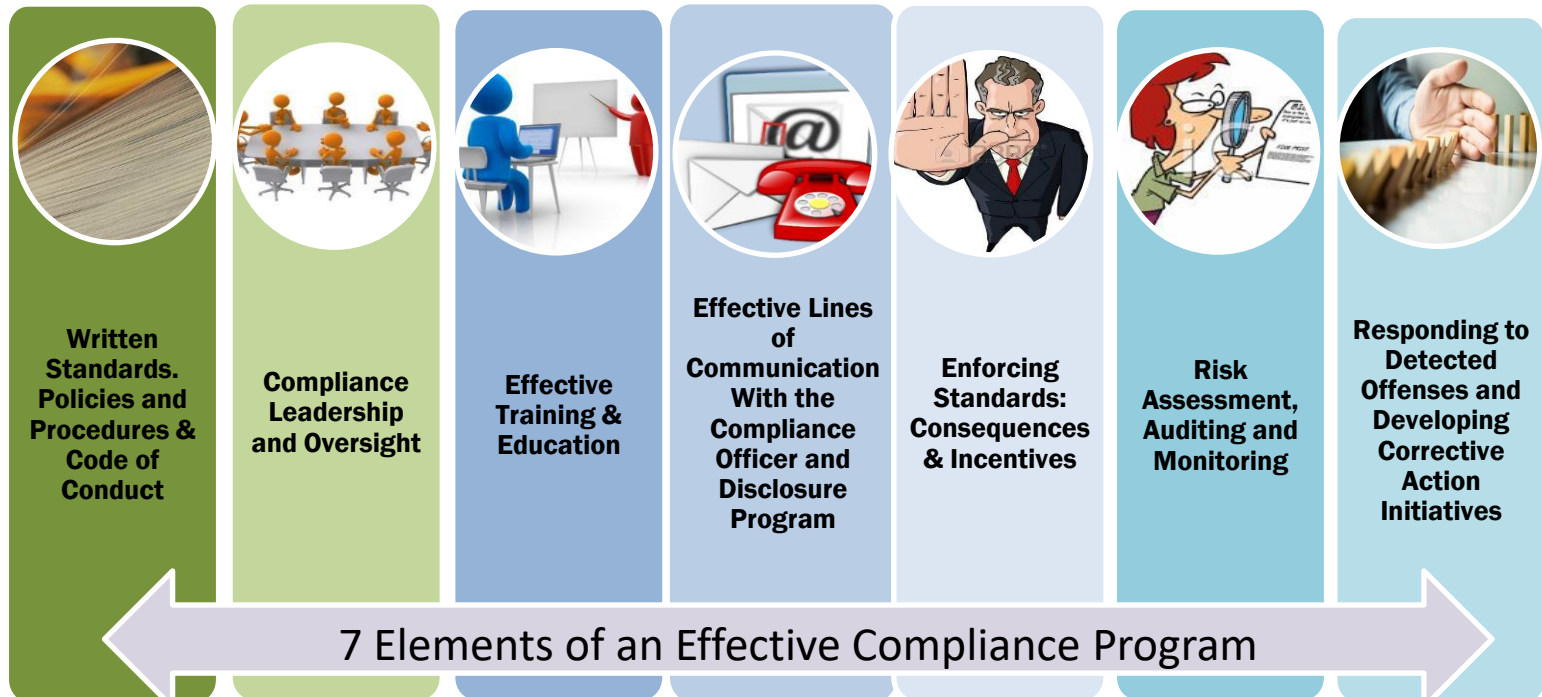 Written
Standards.
Policies and
Procedures &
Code of
Conduct
Compliance
Leadership
and Oversight
Effective
Training &
Education
@
Effective Lines
of
Communication
With the
Compliance
Officer and
Disclosure
Program
Enforcing
Standards:
Consequences
& Incentives
Risk
Assessment,
Auditing and
Monitoring
Responding to
Detected
Offenses and
Developing
Corrective
Action
Initiatives
7 Elements of an Effective Compliance Program